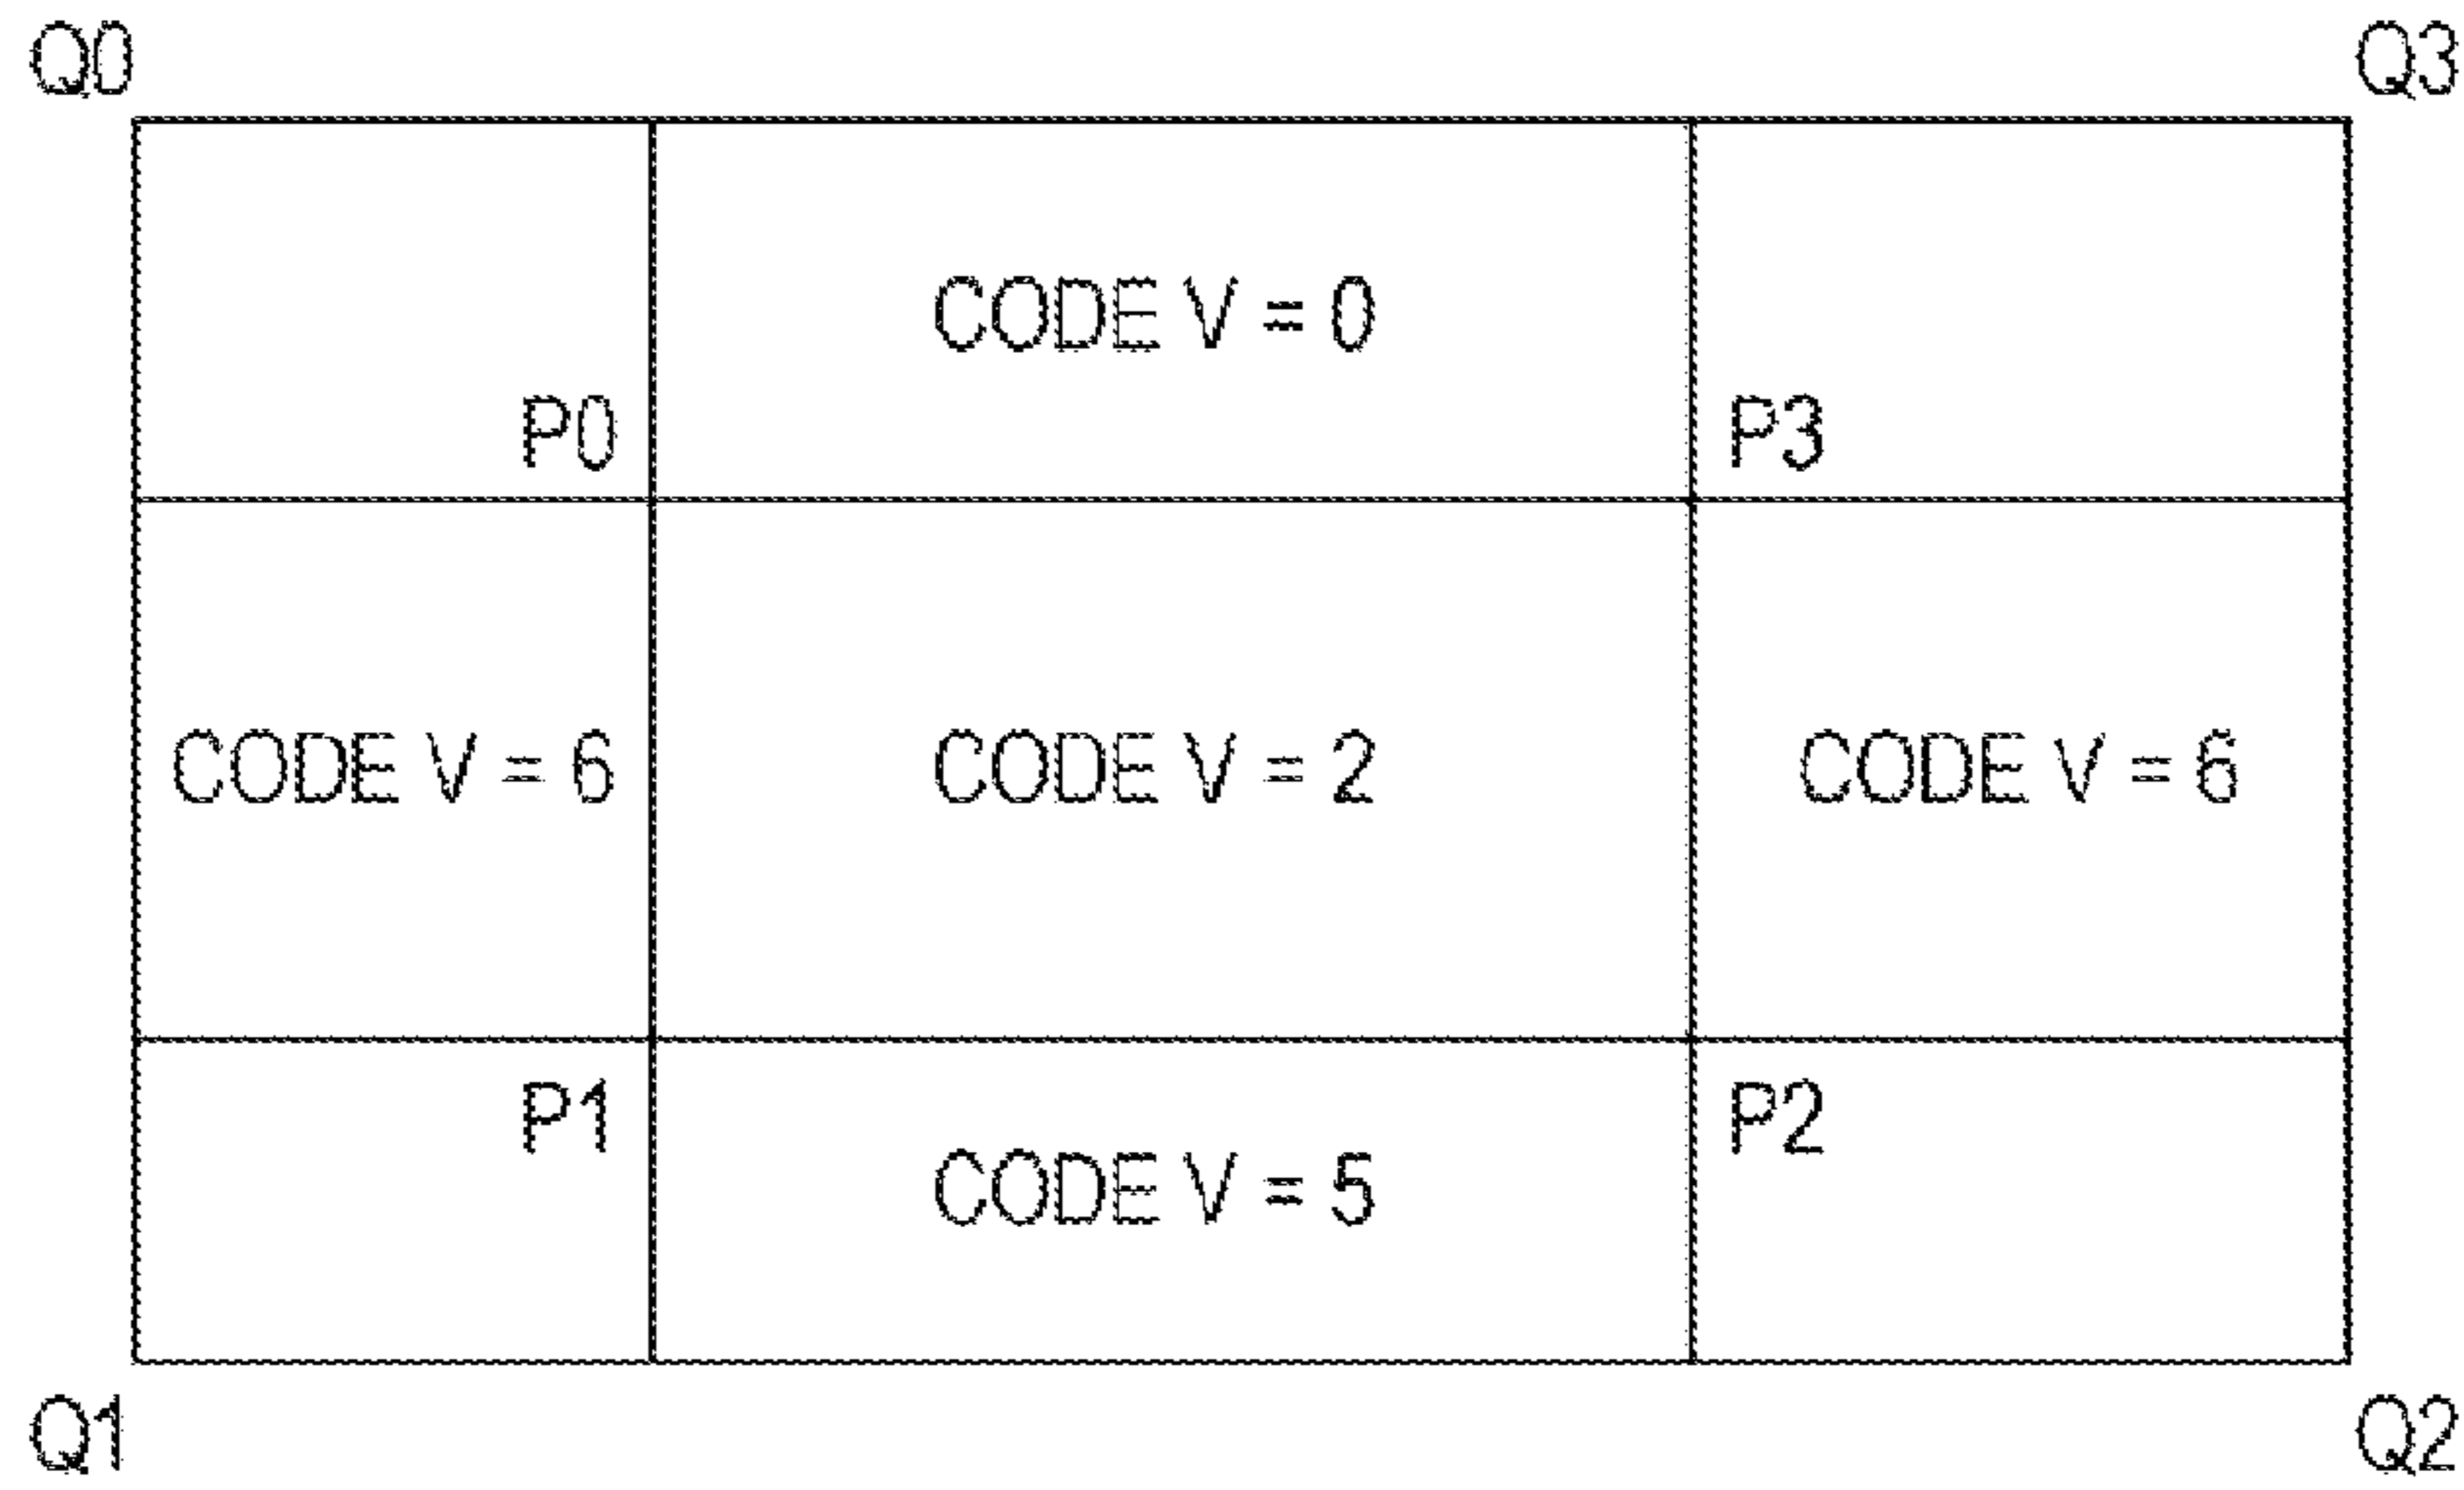 Q0 Q3
CODE V = 0
P0 P3
CODE V = 6 CODE V = 2 CODE V = 6
P1 P2
CODE V = 5
Q1 Q2